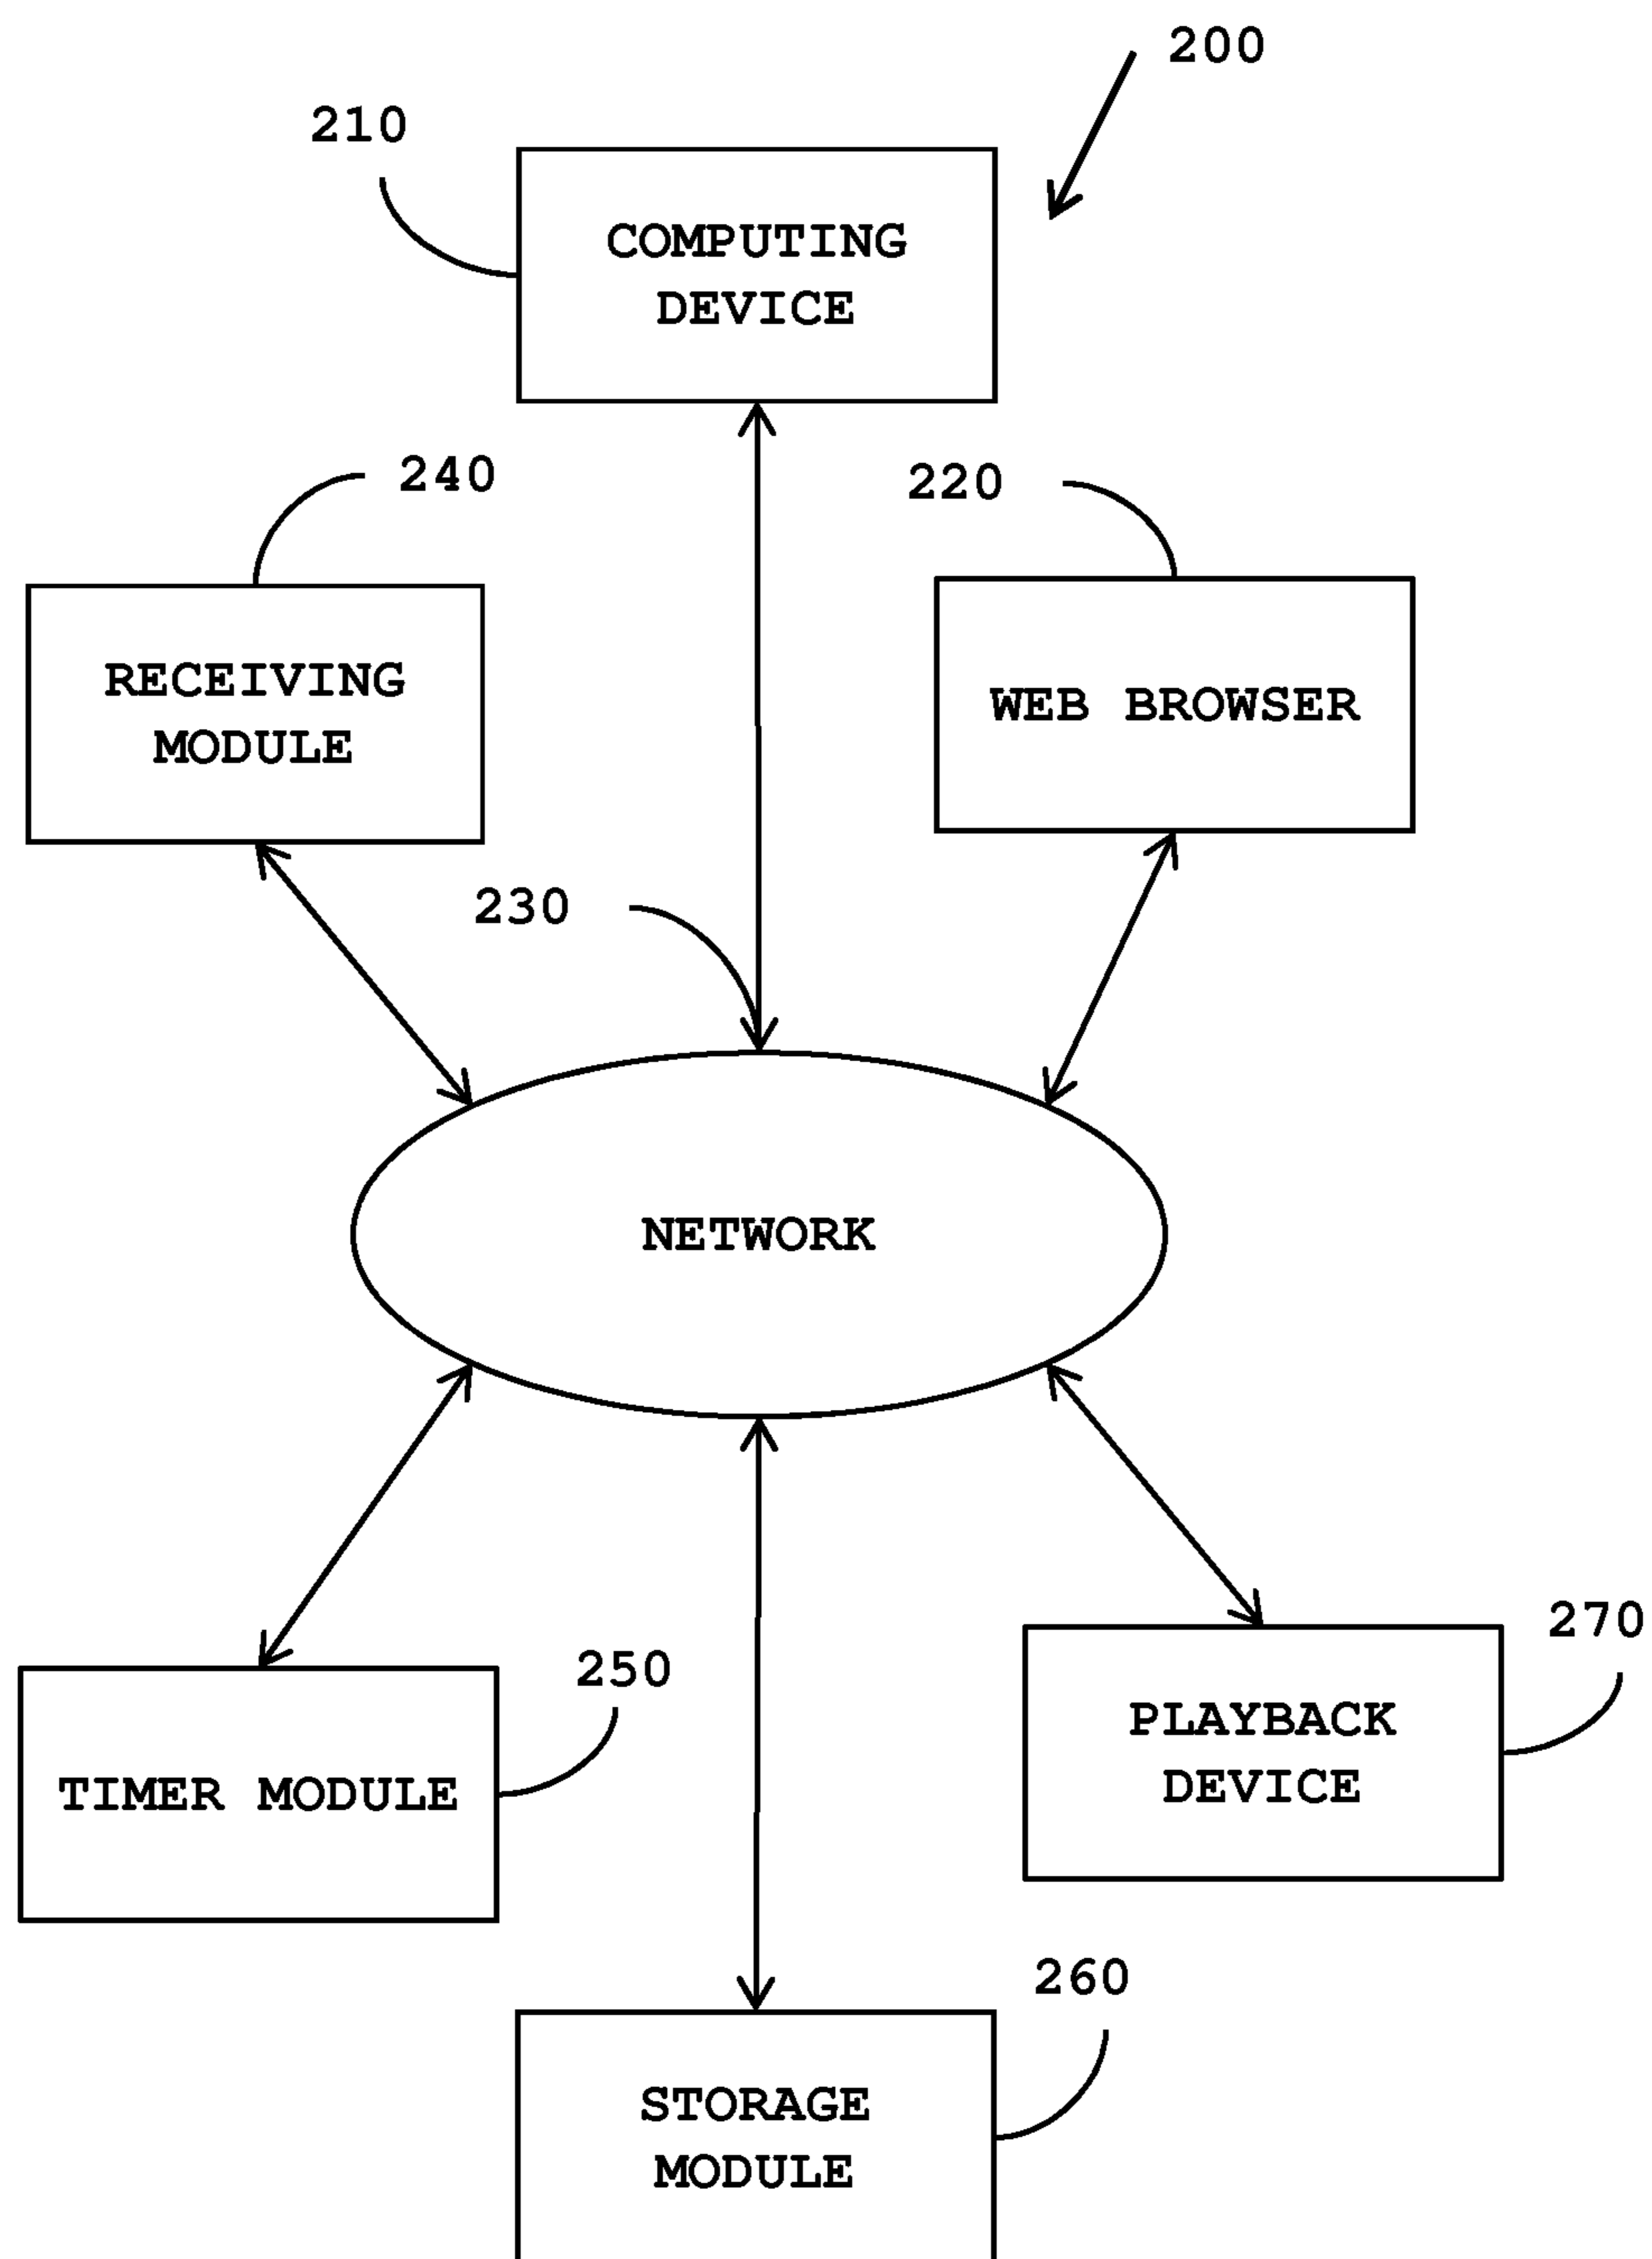 200
210
COMPUTING
DEVICE
240
220
RECEIVING
MODULE
WEB BROWSER
230
NETWORK
250
270
TIMER MODULE
PLAYBACK
DEVICE
260
STORAGE
MODULE